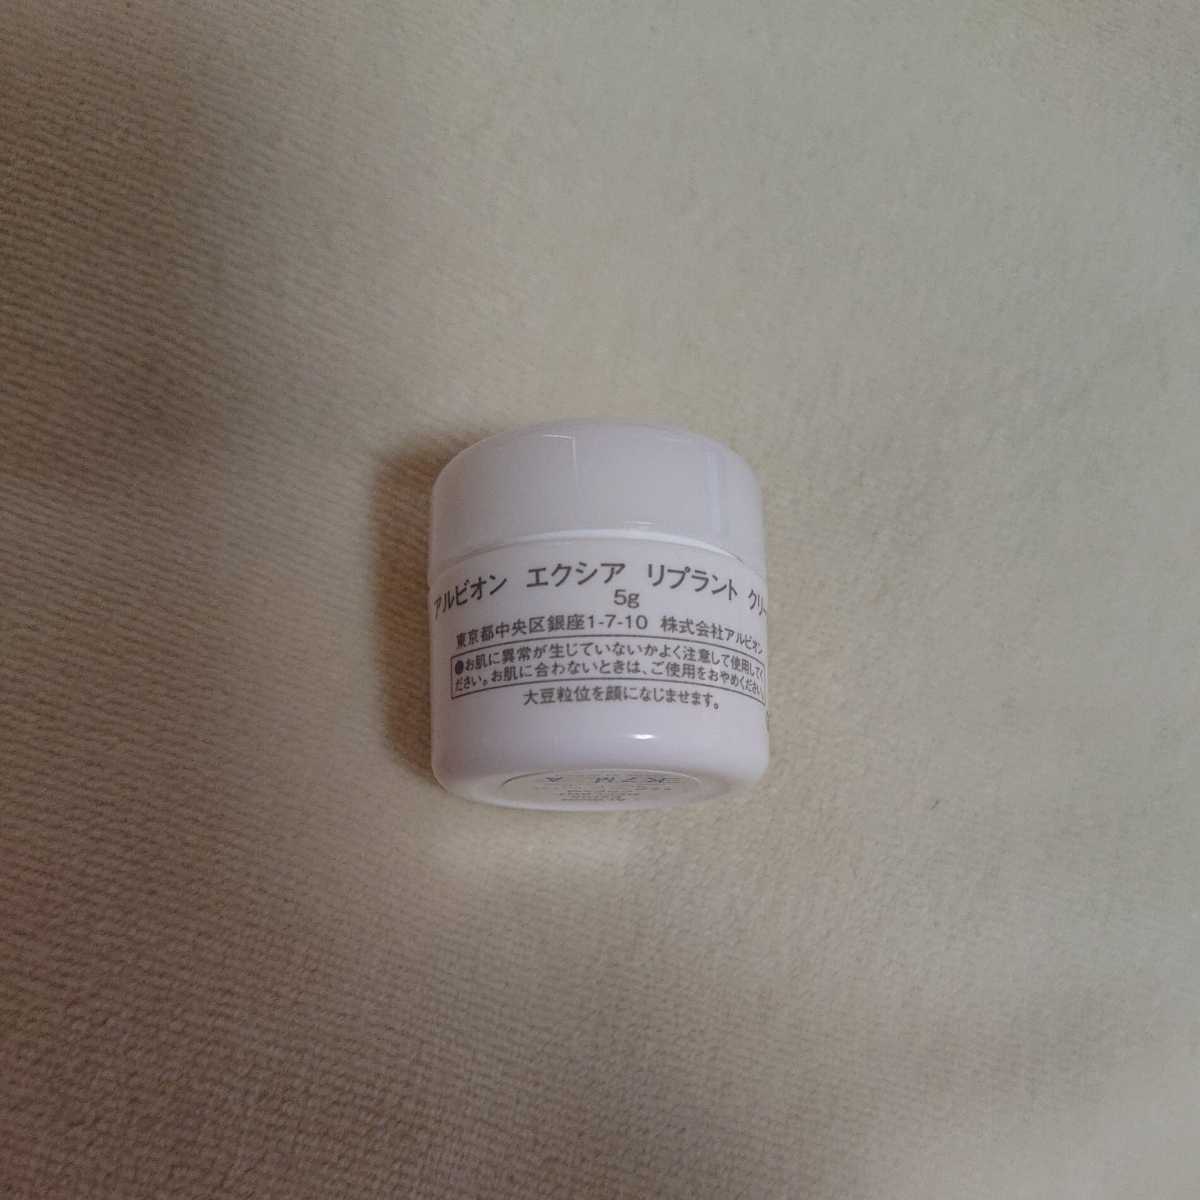 アルビオン エクシア リプラント クリー
5g
東京都中央区銀座1-7-10 株式会社アルビオン
●お肌に異常が生じていないかよく注意して使用してく
ださい。お肌に合わないときは、ご使用をおやめください。
大豆粒位を顔になじませます。